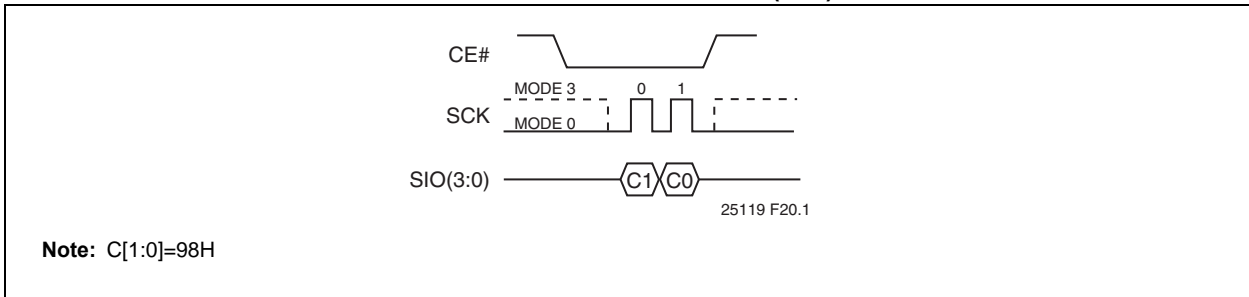 CE#
MODE 3 0 1
SCK
MODE 0
SIO(3:0) C1 C0
25119 F20.1
Note: C[1:0]=98H